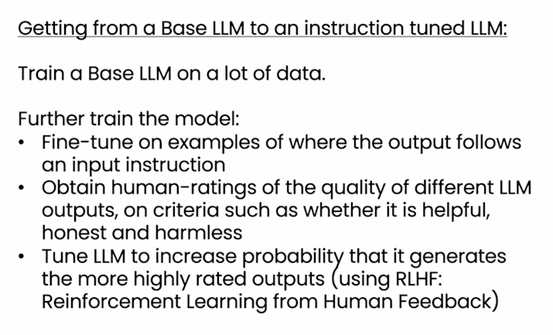 Getting from a Base LLM to an instruction tuned LLM:
Train a Base LLM on a lot of data.
Further train the model:
• Fine-tune on examples of where the output follows
an input instruction
• Obtain human-ratings of the quality of different LLM
outputs, on criteria such as whether it is helpful,
honest and harmless
• Tune LLM to increase probability that it generates
the more highly rated outputs (using RLHF:
Reinforcement Learning from Human Feedback)